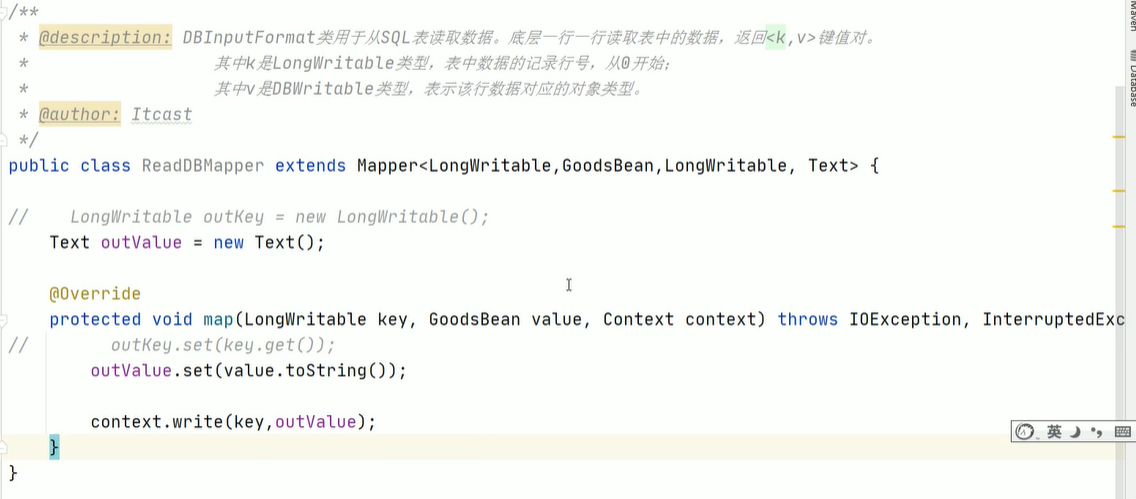 /**
 * @description: DBInputFormat类用于从SQL表读取数据。底层一行一行读取表中的数据，返回<k,v>键值对。
 * 其中k是LongWritable类型，表中数据的记录行号，从0开始；
 * 其中v是DBWritable类型，表示该行数据对应的对象类型。
 * @author: Itcast
 */
public class ReadDBMapper extends Mapper<LongWritable,GoodsBean,LongWritable, Text> {
//    LongWritable outKey = new LongWritable();
    Text outValue = new Text();
    @Override
    protected void map(LongWritable key, GoodsBean value, Context context) throws IOException, InterruptedExc
//        outKey.set(key.get());
        outValue.set(value.toString());
        context.write(key,outValue);
    }
}
英
Maven
Database